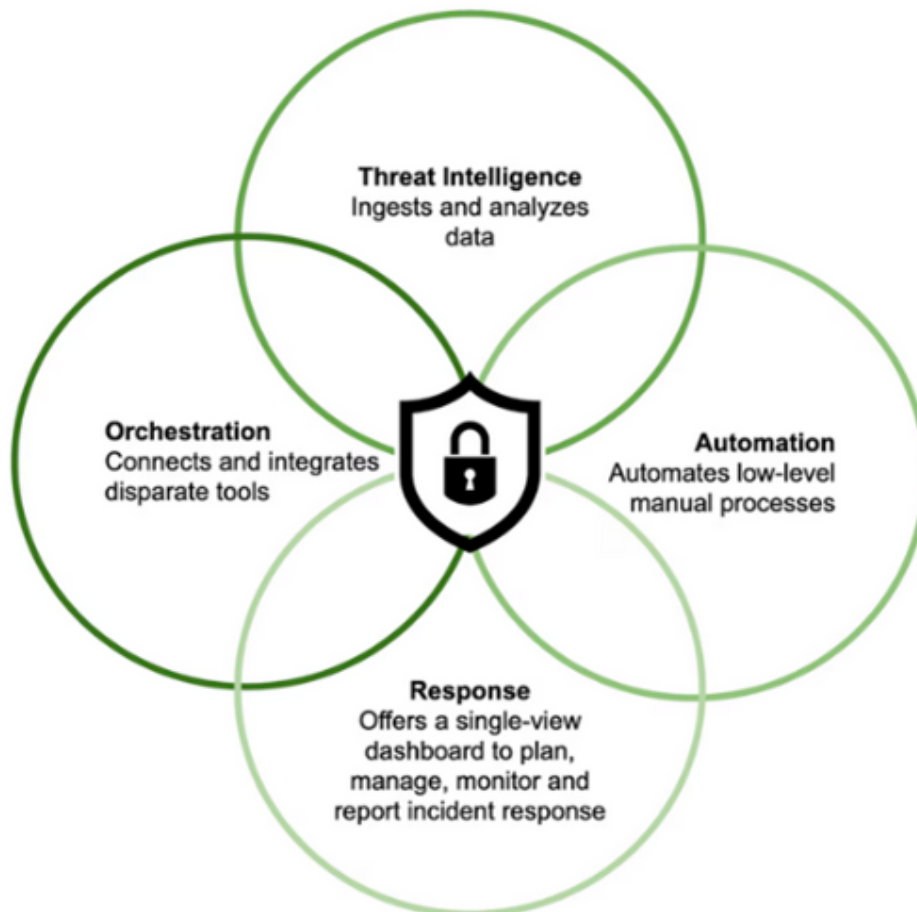 Threat Intelligence
Ingests and analyzes
data
Orchestration
Connects and integrates
disparate tools
Automation
Automates low-level
manual processes
Response
Offers a single-view
dashboard to plan,
manage, monitor and
report incident response